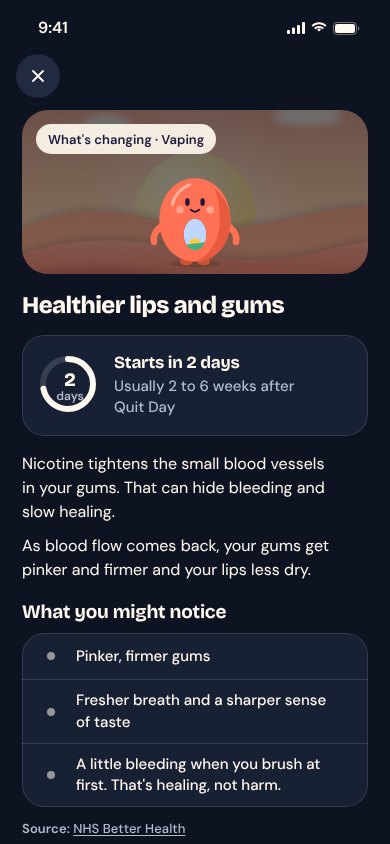 9:41
What's changing · Vaping
Healthier lips and gums
2
days
Starts in 2 days
Usually 2 to 6 weeks after
Quit Day
Nicotine tightens the small blood vessels
in your gums. That can hide bleeding and
slow healing.
As blood flow comes back, your gums get
pinker and firmer and your lips less dry.
What you might notice
Pinker, firmer gums
Fresher breath and a sharper sense
of taste
A little bleeding when you brush at
first. That's healing, not harm.
Source: NHS Better Health